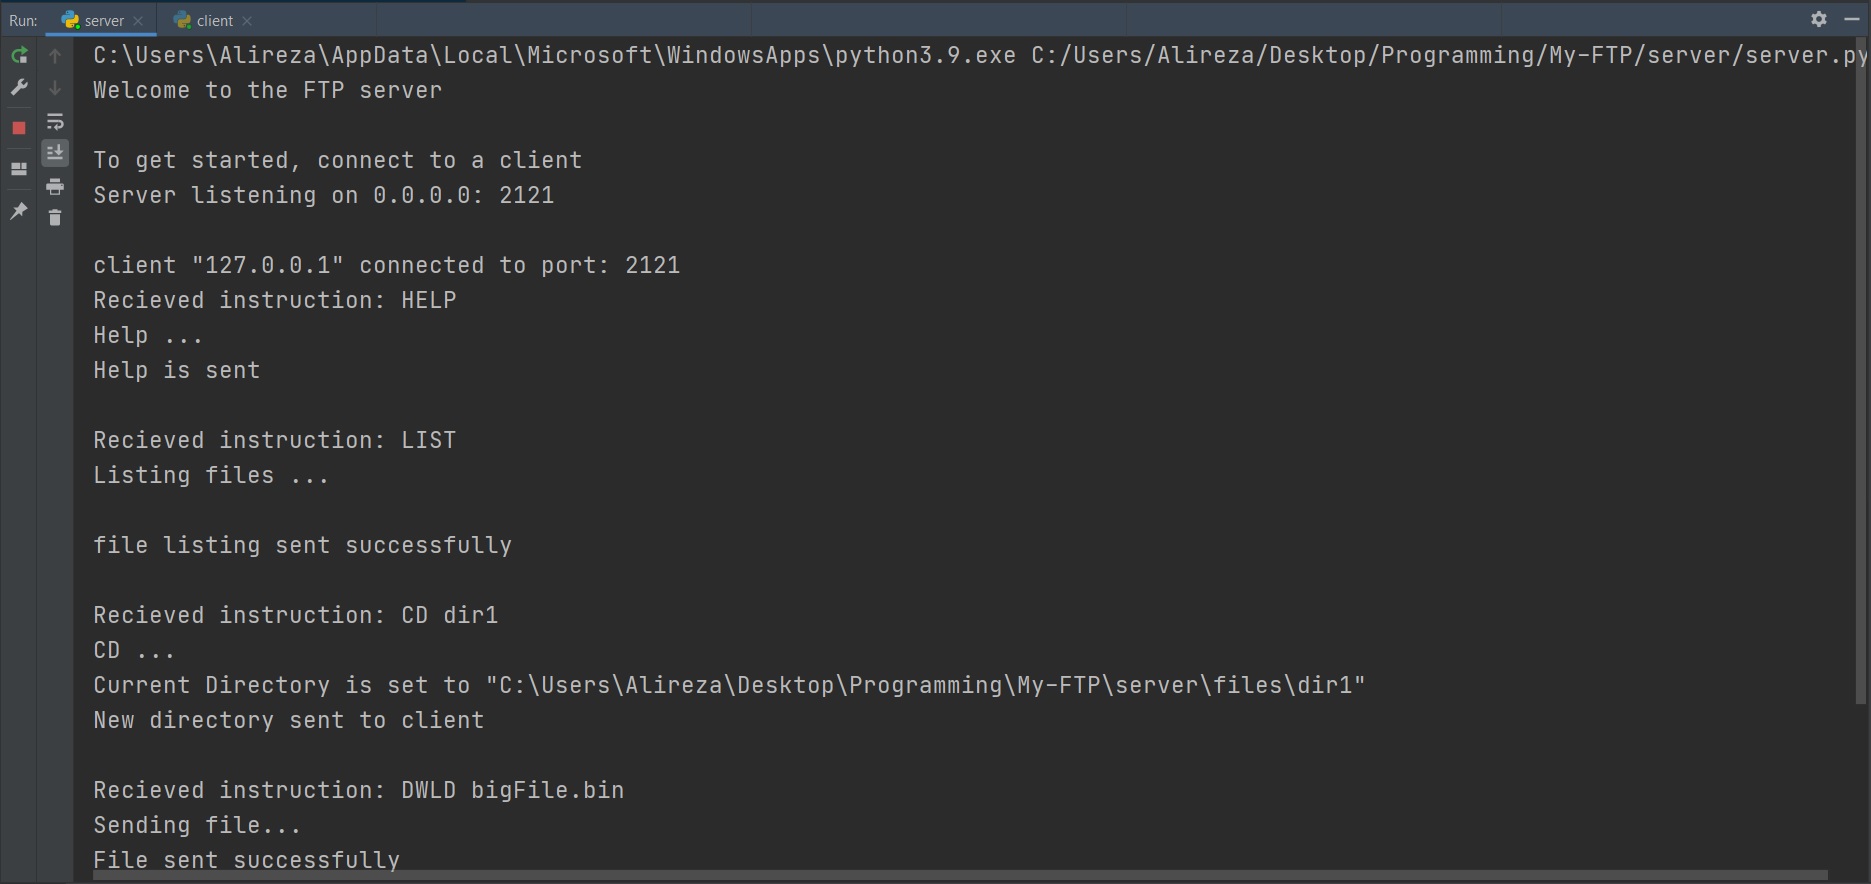 Run: server client
C:\Users\Alireza\AppData\Local\Microsoft\WindowsApps\python3.9.exe C:/Users/Alireza/Desktop/Programming/My-FTP/server/server.py
Welcome to the FTP server
To get started, connect to a client
Server listening on 0.0.0.0: 2121
client "127.0.0.1" connected to port: 2121
Recieved instruction: HELP
Help ...
Help is sent
Recieved instruction: LIST
Listing files ...
file listing sent successfully
Recieved instruction: CD dir1
CD ...
Current Directory is set to "C:\Users\Alireza\Desktop\Programming\My-FTP\server\files\dir1"
New directory sent to client
Recieved instruction: DWLD bigFile.bin
Sending file...
File sent successfully